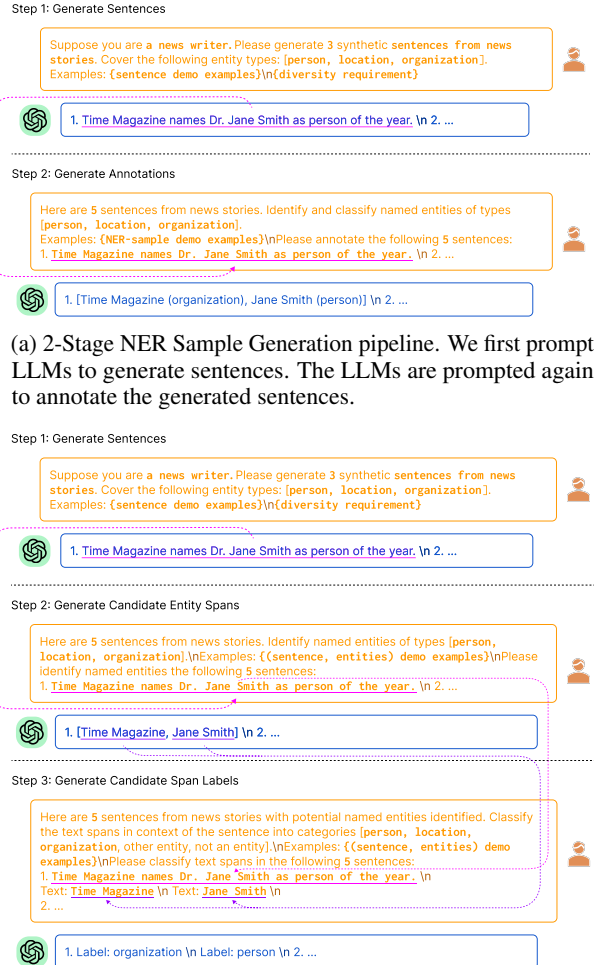 Step 1: Generate Sentences
Suppose you are a news writer. Please generate 3 synthetic sentences from news
stories. Cover the following entity types: [person, location, organization].
Examples: {sentence demo examples}\n{diversity requirement}
1. Time Magazine names Dr. Jane Smith as person of the year. \n 2. ...
Step 2: Generate Annotations
Here are 5 sentences from news stories. Identify and classify named entities of types
[person, location, organization].
Examples: {NER-sample demo examples}\nPlease annotate the following 5 sentences:
1. Time Magazine names Dr. Jane Smith as person of the year. \n 2. ...
1. [Time Magazine (organization), Jane Smith (person)] \n 2. ...
(a) 2-Stage NER Sample Generation pipeline. We first prompt
LLMs to generate sentences. The LLMs are prompted again
to annotate the generated sentences.
Step 1: Generate Sentences
Suppose you are a news writer. Please generate 3 synthetic sentences from news
stories. Cover the following entity types: [person, location, organization].
Examples: {sentence demo examples}\n{diversity requirement}
1. Time Magazine names Dr. Jane Smith as person of the year. \n 2. ...
Step 2: Generate Candidate Entity Spans
Here are 5 sentences from news stories. Identify named entities of types [person,
location, organization].\nExamples: {(sentence, entities) demo examples}\nPlease
identify named entities the following 5 sentences:
1. Time Magazine names Dr. Jane Smith as person of the year. \n 2. ...
1. [Time Magazine, Jane Smith] \n 2. ...
Step 3: Generate Candidate Span Labels
Here are 5 sentences from news stories with potential named entities identified. Classify
the text spans in context of the sentence into categories [person, location,
organization, other entity, not an entity].\nExamples: {(sentence, entities) demo
examples}\nPlease classify text spans in the following 5 sentences:
1. Time Magazine names Dr. Jane Smith as person of the year. \n
Text: Time Magazine \n Text: Jane Smith \n
2. ...
1. Label: organization \n Label: person \n 2. ...